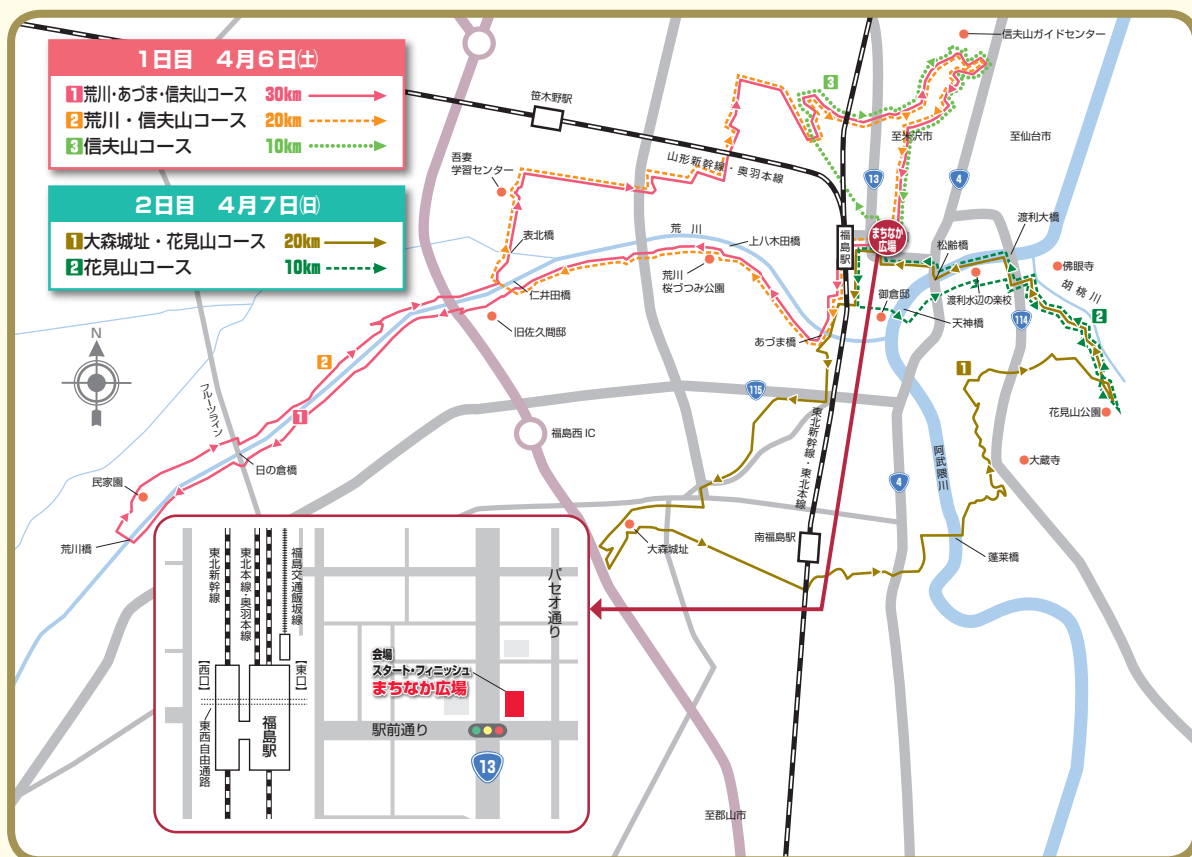 1日目 4月6日(土)
1 荒川・あづま・信夫山コース 30km
2 荒川・信夫山コース 20km
3 信夫山コース 10km
2日目 4月7日(日)
1 大森城址・花見山コース 20km
2 花見山コース 10km
信夫山ガイドセンター
笹木野駅
3
至米沢市
至仙台市
吾妻
学習センター
山形新幹線・奥羽本線
13
4
渡利大橋
表北橋
荒川
上八木田橋
福島駅
まちなか
広場
松齢橋
佛眼寺
荒川
桜づつみ公園
御倉邸
渡利水辺の楽校
胡桃川
仁井田橋
天神橋
114
2
旧佐久間邸
あづま橋
N
2
1
115
フルーツライン
1
花見山公園
福島西IC
東北新幹線・東北本線
日の倉橋
阿武隈川
大蔵寺
民家園
4
荒川橋
大森城址
南福島駅
蓬莱橋
東北新幹線
東北本線・奥羽本線
福島交通飯坂線
パセオ通り
会場
スタート・フィニッシュ
まちなか広場
【西口】
【東口】
福島駅
東西自由通路
駅前通り
13
至郡山市